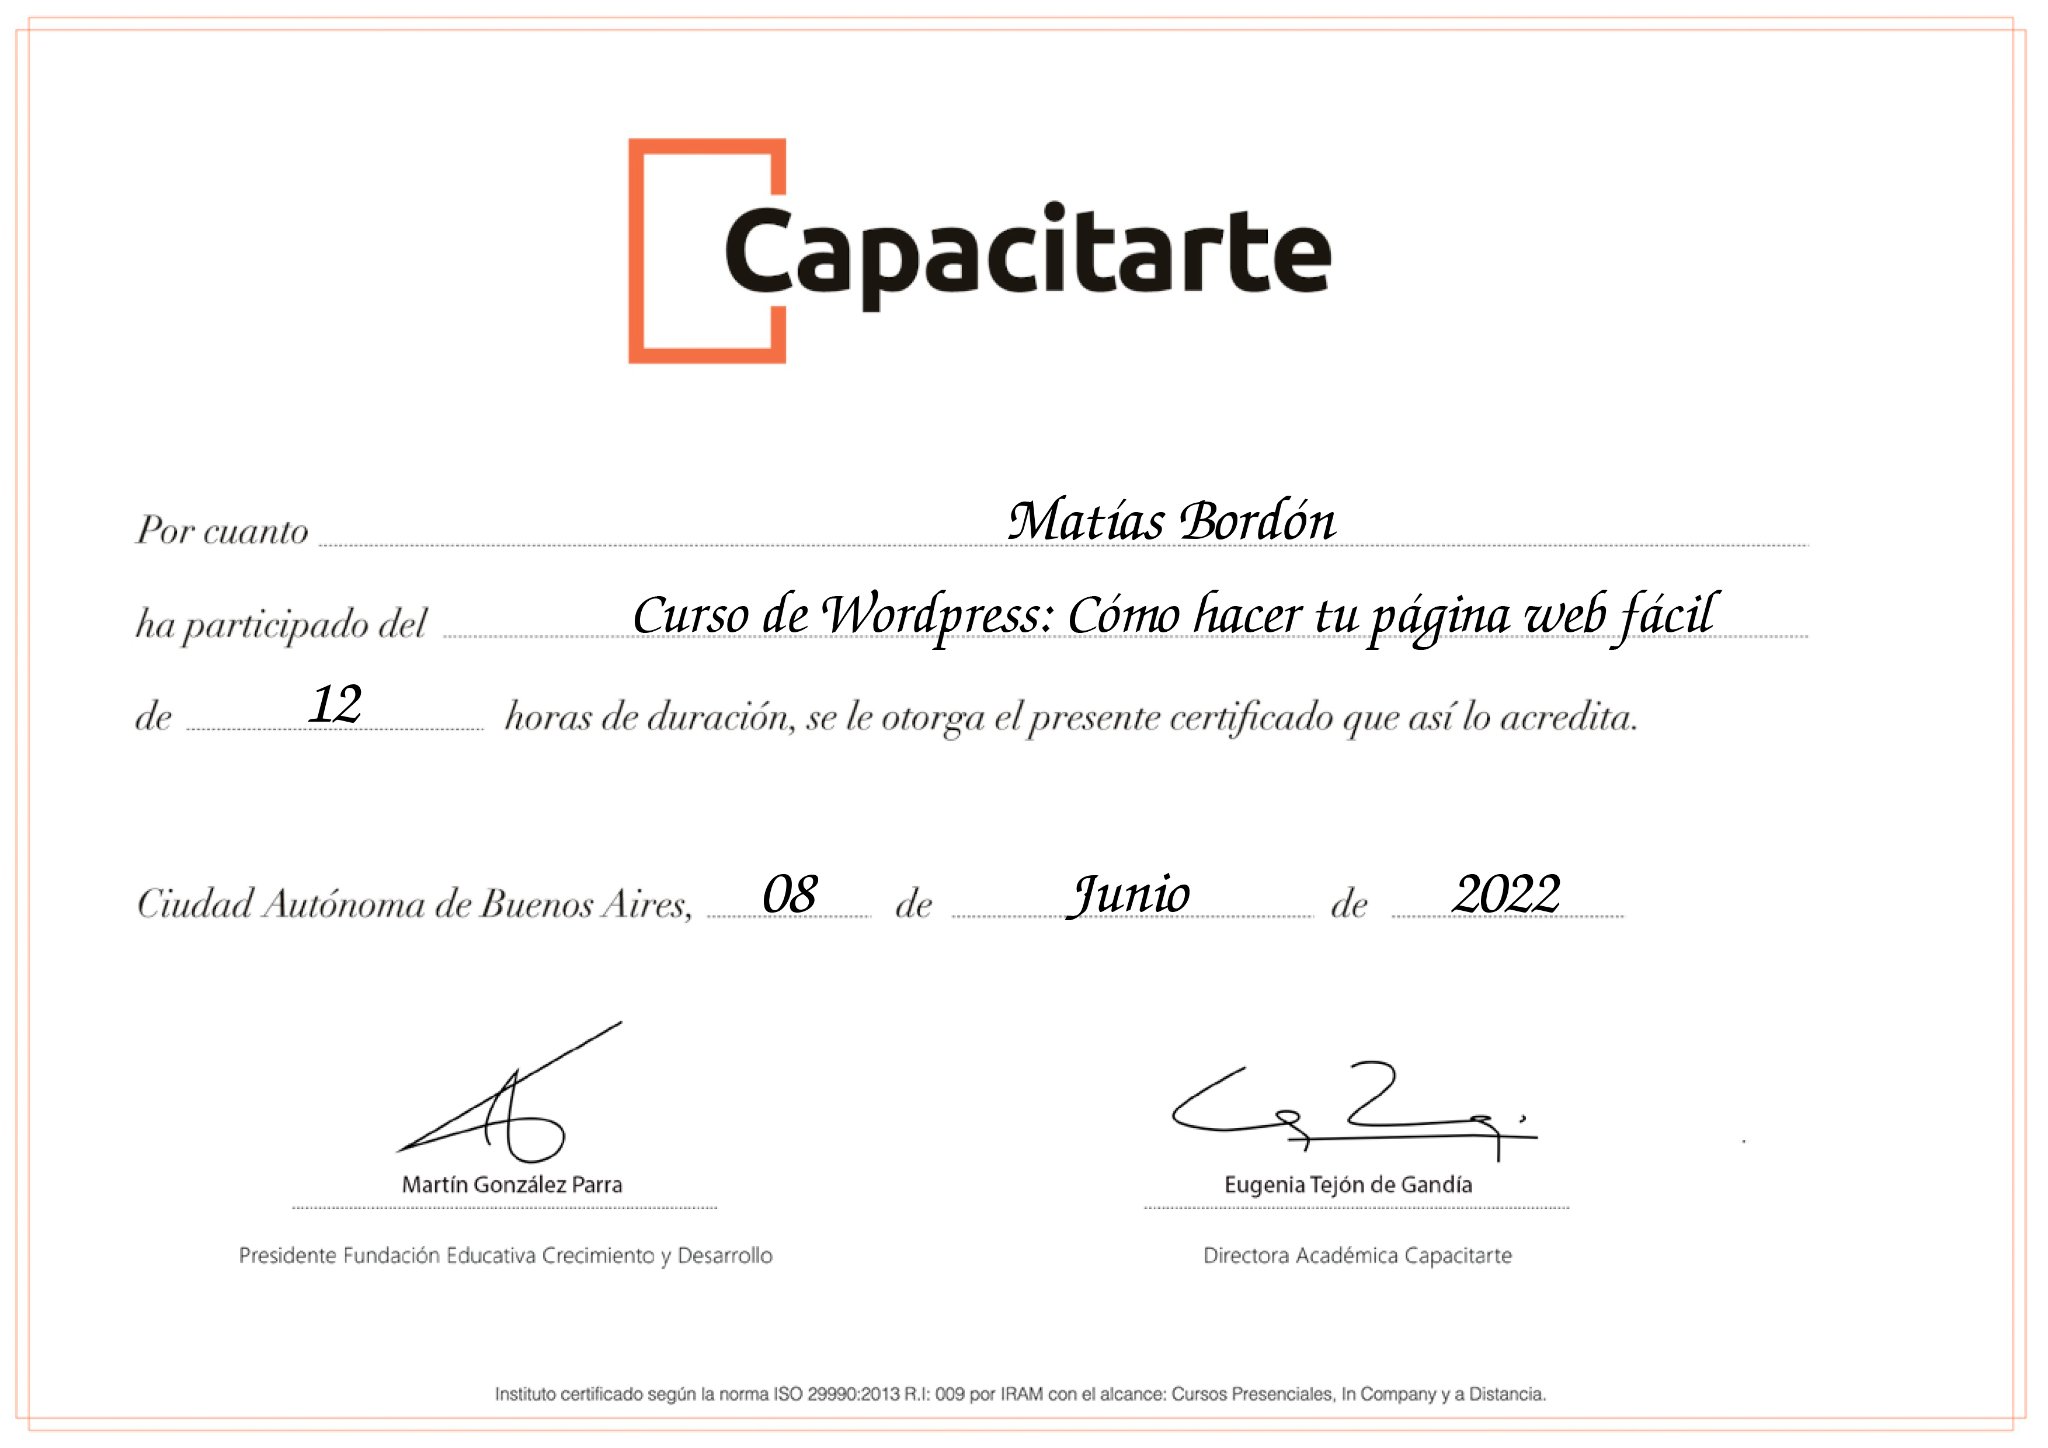 Capacitarte
Por cuanto Matías Bordón
ha participado del Curso de Wordpress: Cómo hacer tu página web fácil
de 12 horas de duración, se le otorga el presente certificado que así lo acredita.
Ciudad Autónoma de Buenos Aires, 08 de Junio de 2022
Martín González Parra
Presidente Fundación Educativa Crecimiento y Desarrollo
Eugenia Tejón de Gandía
Directora Académica Capacitarte
Instituto certificado según la norma ISO 29990:2013 R.I: 009 por IRAM con el alcance: Cursos Presenciales, In Company y a Distancia.